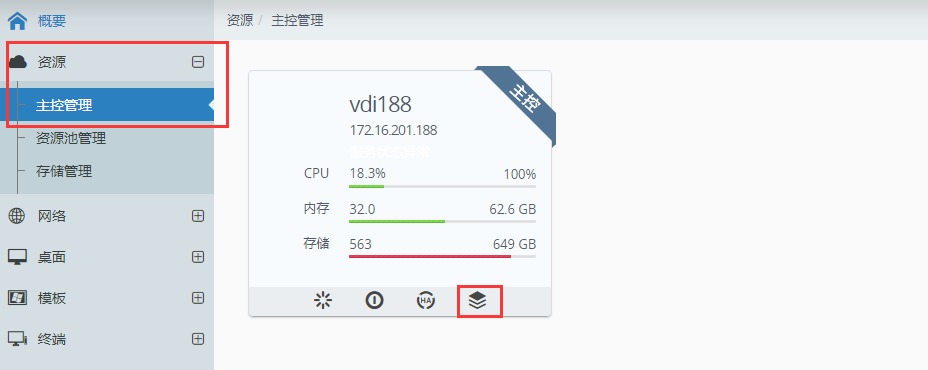 概要
资源 / 主控管理
资源
主控管理
资源池管理
存储管理
网络
桌面
模板
终端
主控
vdi188
172.16.201.188
CPU 18.3% 100%
内存 32.0 62.6 GB
存储 563 649 GB
HA